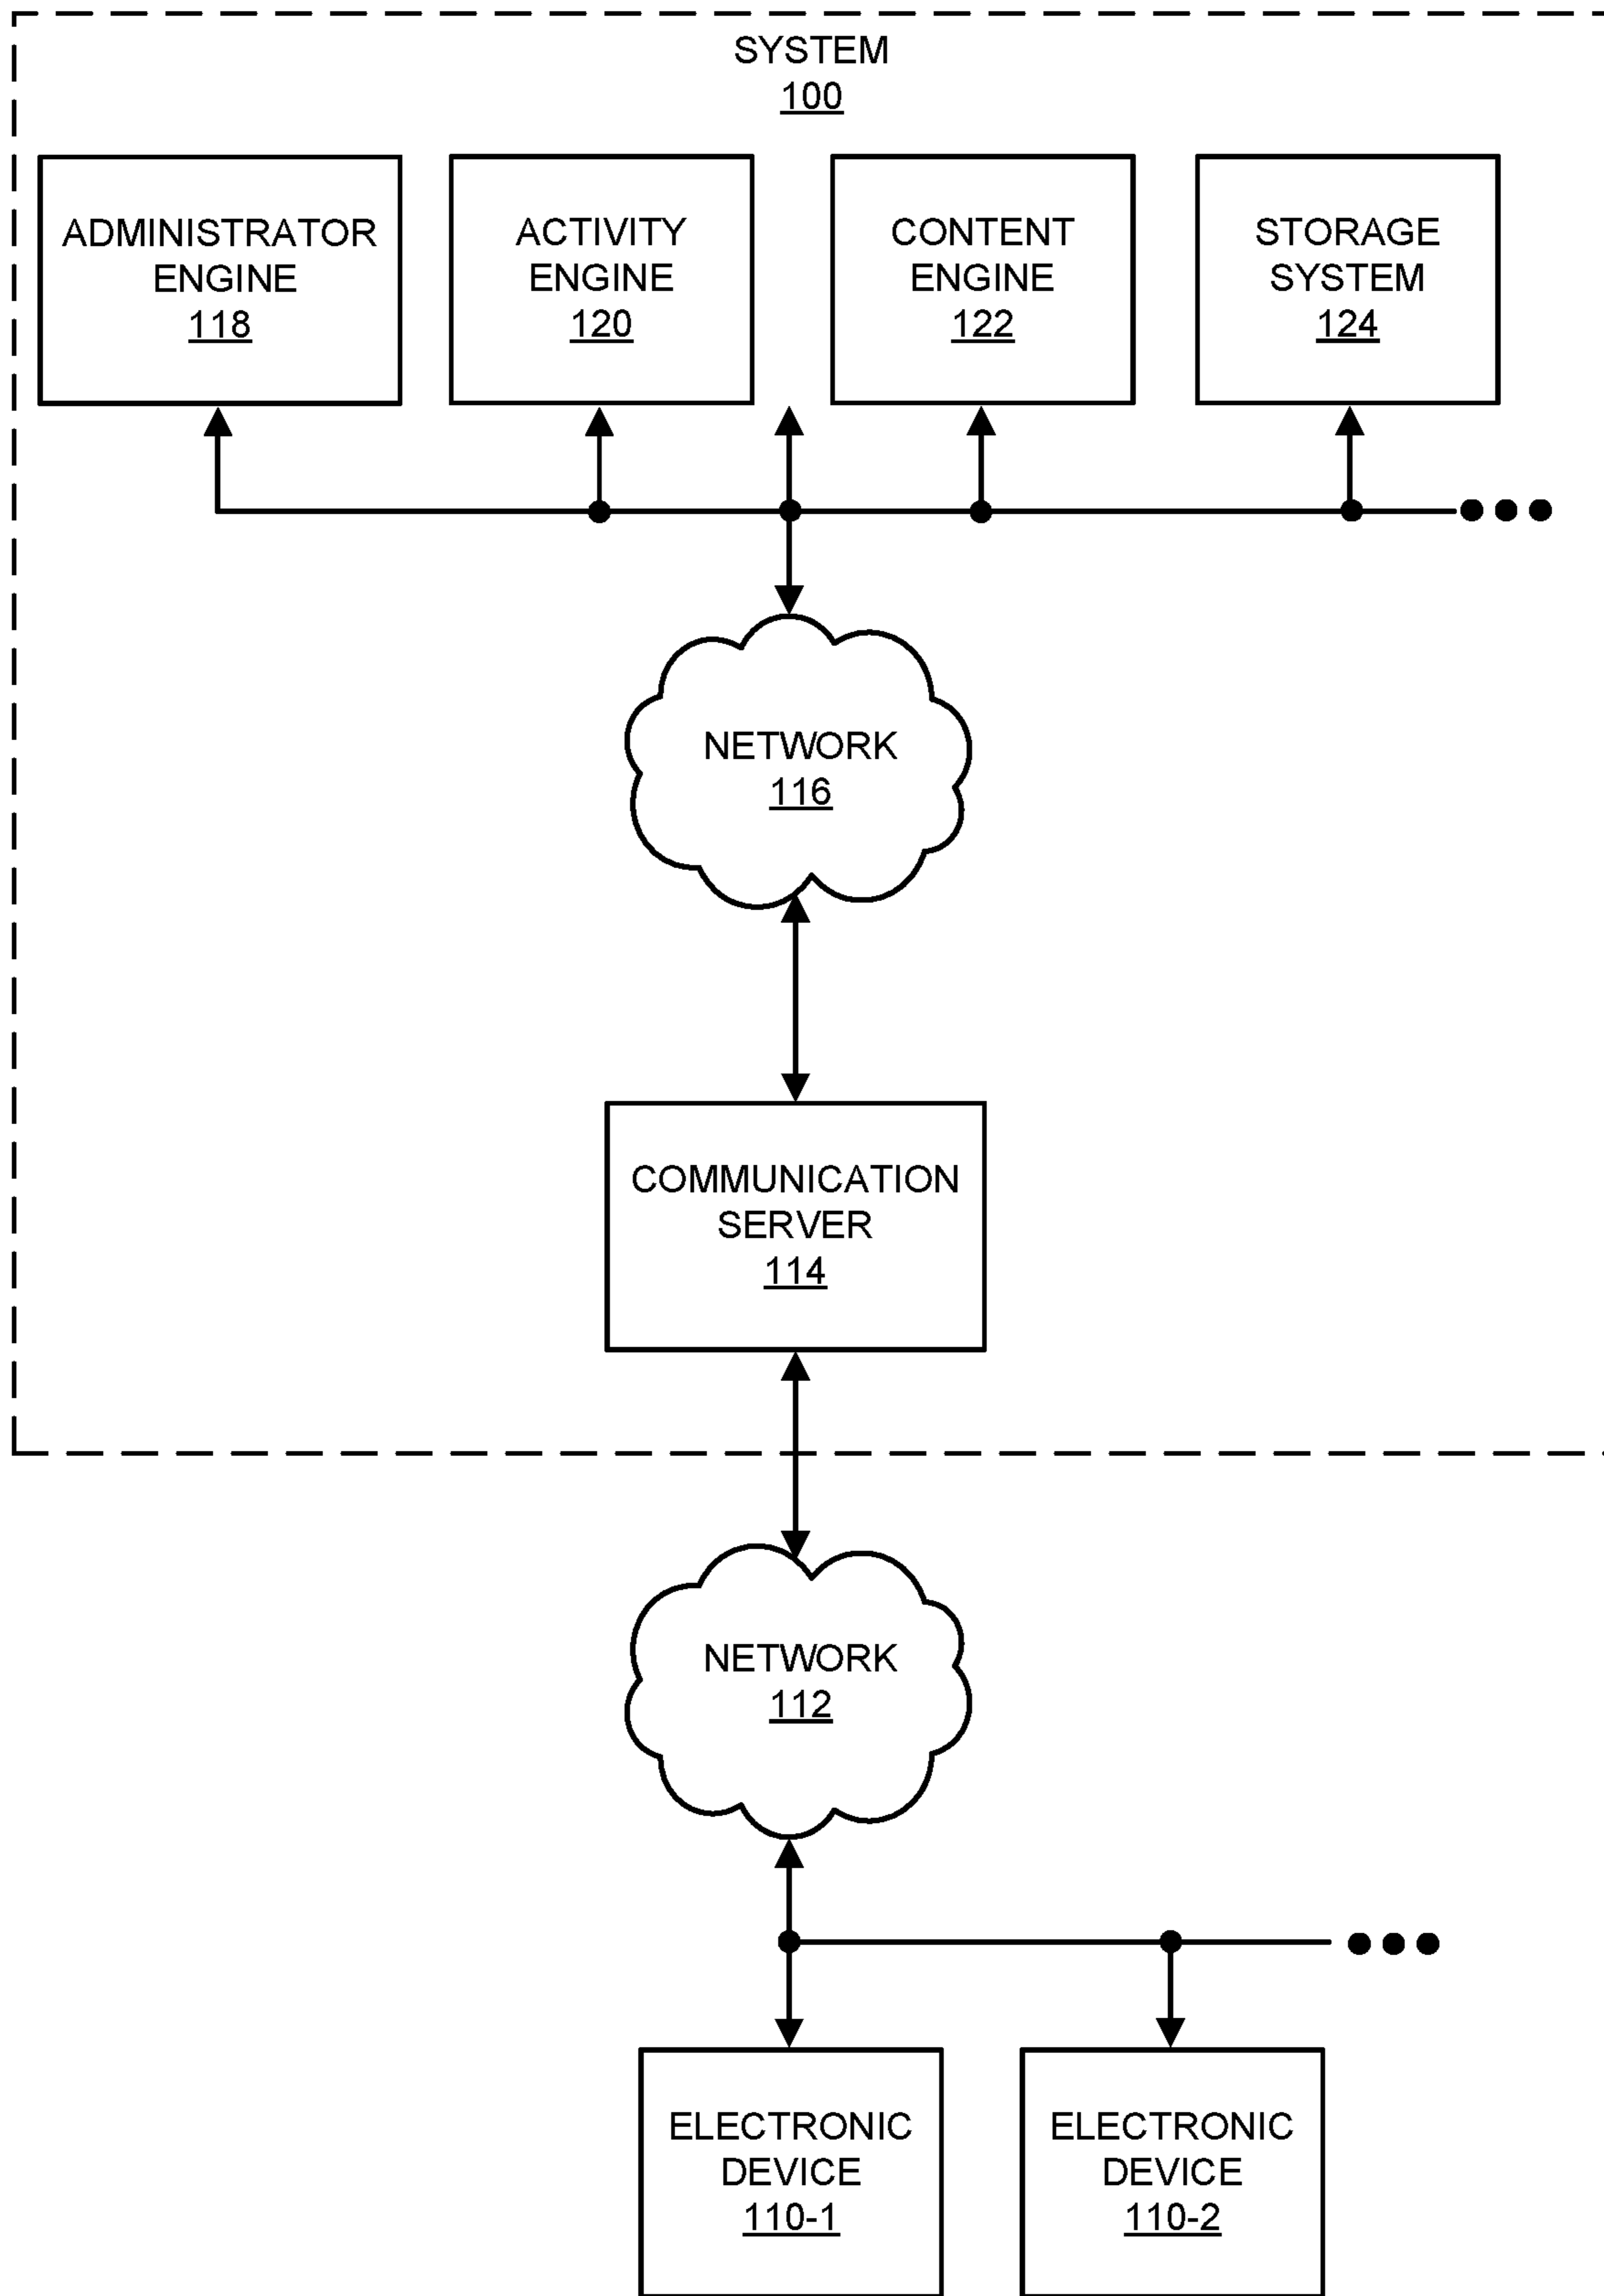 SYSTEM
100
ADMINISTRATOR
ENGINE
118
ACTIVITY
ENGINE
120
CONTENT
ENGINE
122
STORAGE
SYSTEM
124
NETWORK
116
COMMUNICATION
SERVER
114
NETWORK
112
ELECTRONIC
DEVICE
110-1
ELECTRONIC
DEVICE
110-2